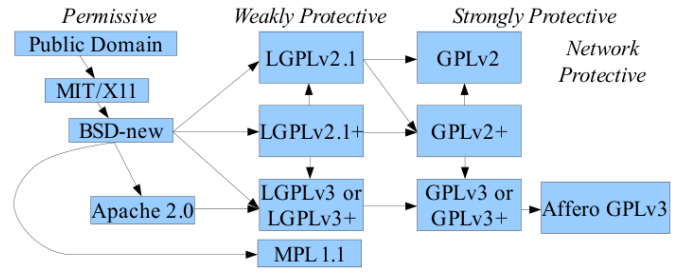 Permissive
Weakly Protective
Strongly Protective
Network
Protective
Public Domain
MIT/X11
BSD-new
Apache 2.0
LGPLv2.1
LGPLv2.1+
LGPLv3 or
LGPLv3+
MPL 1.1
GPLv2
GPLv2+
GPLv3 or
GPLv3+
Affero GPLv3